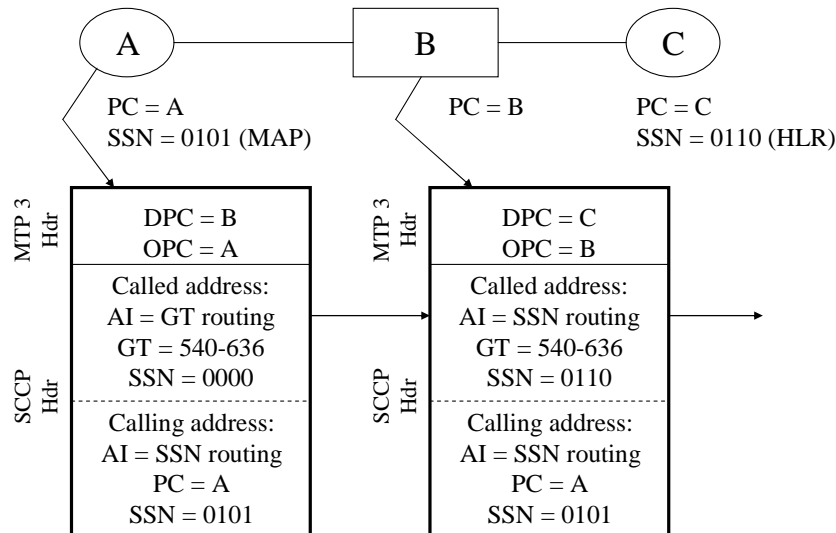 A
B
C
PC = A
SSN = 0101 (MAP)
PC = B
PC = C
SSN = 0110 (HLR)
MTP 3
Hdr
DPC = B
OPC = A
SCCP
Hdr
Called address:
AI = GT routing
GT = 540-636
SSN = 0000
Calling address:
AI = SSN routing
PC = A
SSN = 0101
MTP 3
Hdr
DPC = C
OPC = B
SCCP
Hdr
Called address:
AI = SSN routing
GT = 540-636
SSN = 0110
Calling address:
AI = SSN routing
PC = A
SSN = 0101